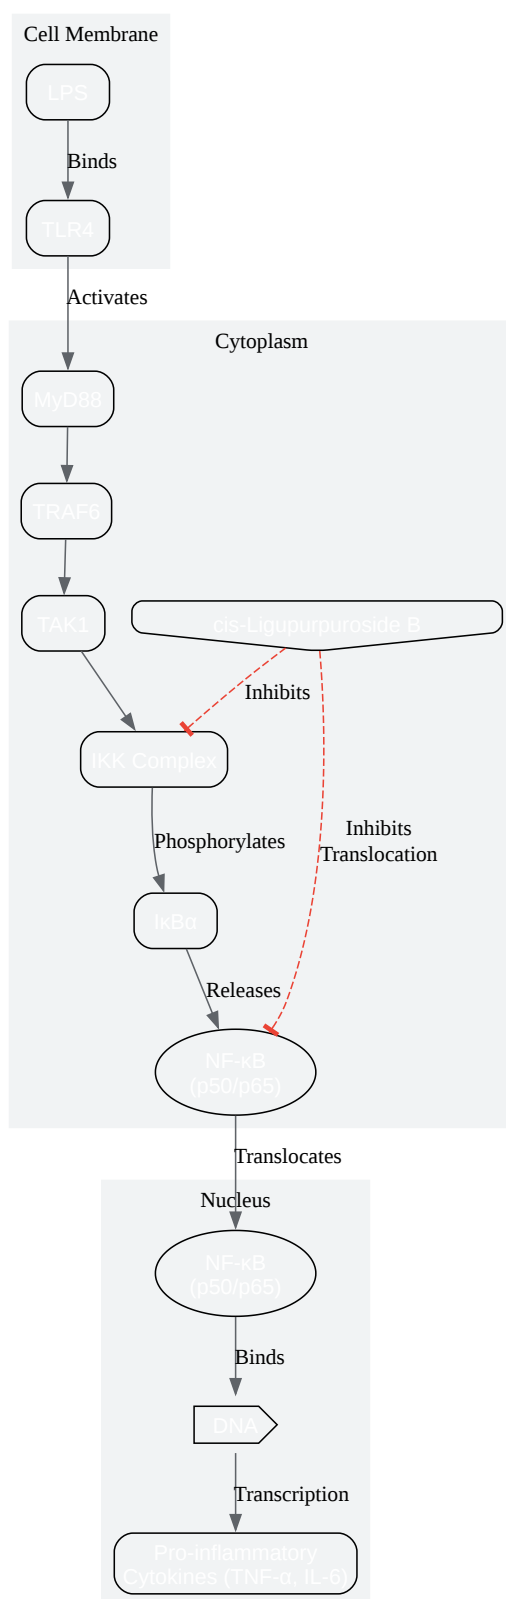 Cell Membrane
LPS
Binds
TLR4
Activates
Cytoplasm
MyD88
TRAF6
TAK1
cis-Ligupurpuroside B
Inhibits
IKK Complex
Inhibits
Translocation
Phosphorylates
IκBα
Releases
NF-κB
(p50/p65)
Translocates
Nucleus
NF-κB
(p50/p65)
Binds
DNA
Transcription
Pro-inflammatory
Cytokines (TNF-α, IL-6)